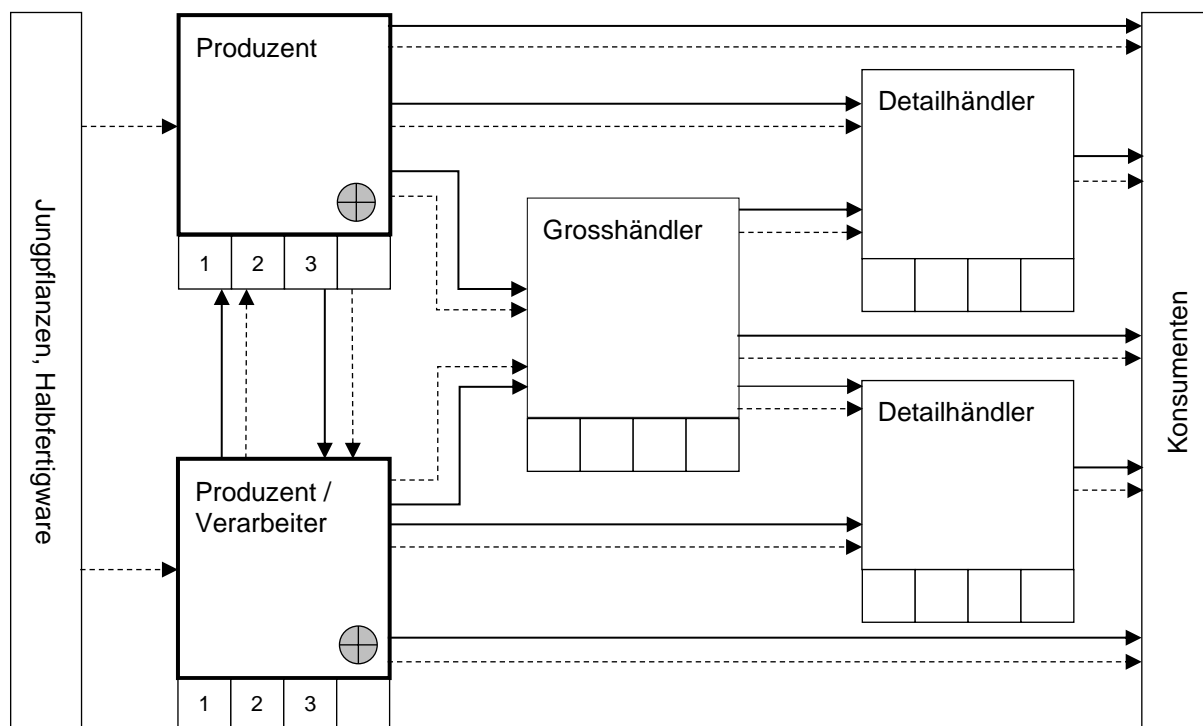 Jungpflanzen, Halbfertigware
Produzent
1 2 3
Produzent /
Verarbeiter
1 2 3
Grosshändler
Detailhändler
Detailhändler
Konsumenten